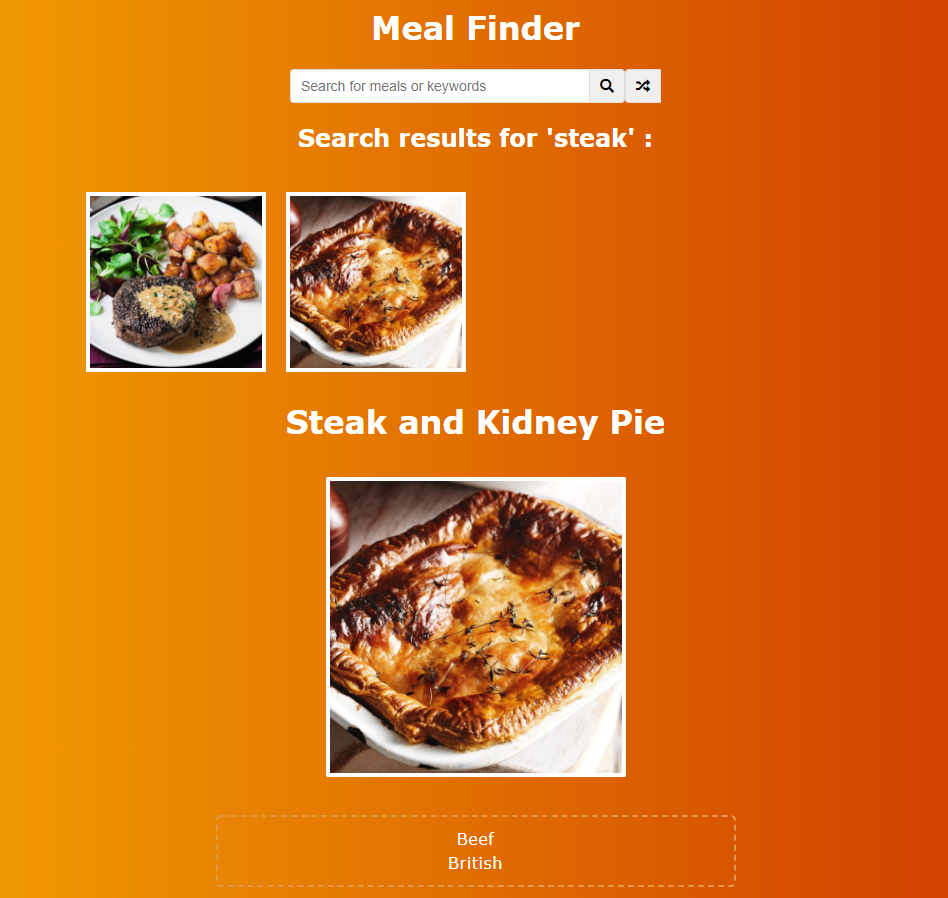 Meal Finder
Search for meals or keywords
Search results for 'steak' :
Steak and Kidney Pie
Beef
British